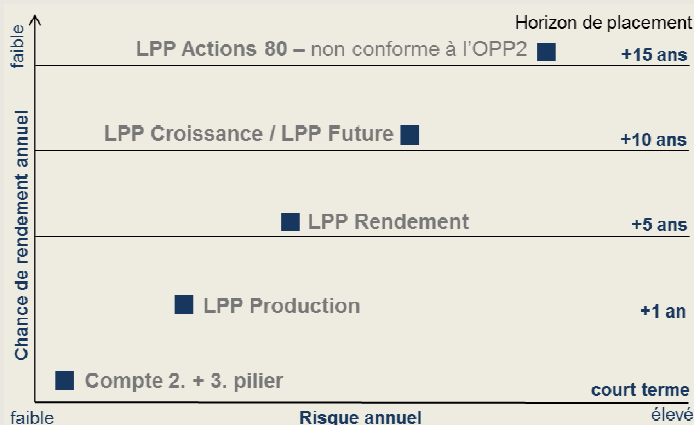 Horizon de placement
faible
LPP Actions 80 – non conforme à l'OPP2
+15 ans
LPP Croissance / LPP Future
+10 ans
Chance de rendement annuel
LPP Rendement
+5 ans
LPP Production
+1 an
Compte 2. + 3. pilier
court terme
faible
Risque annuel
élevé